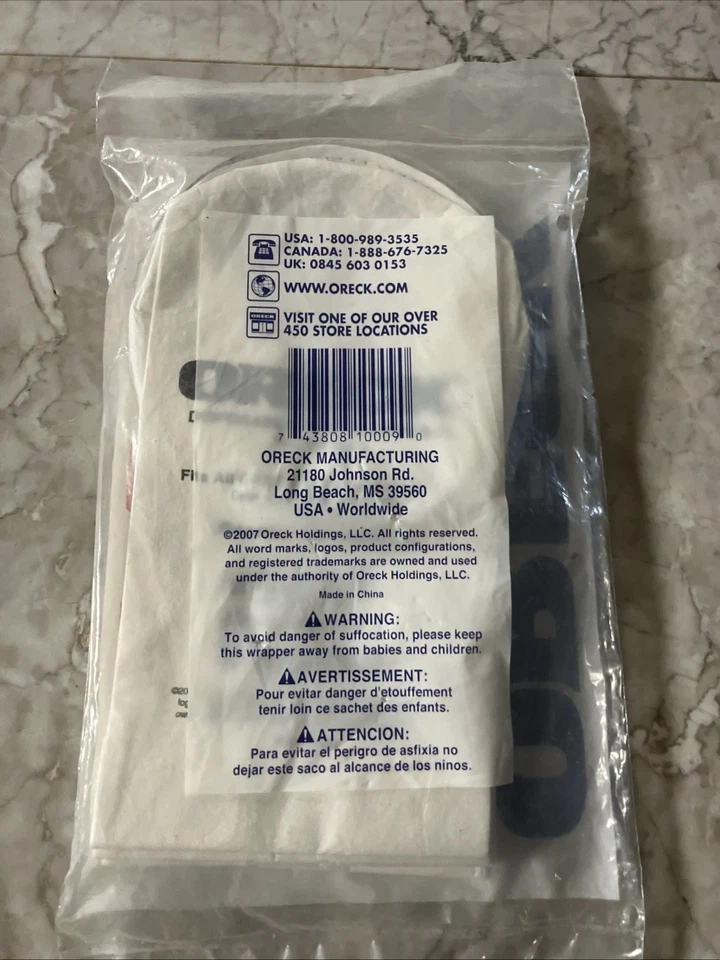 USA: 1-800-989-3535
CANADA: 1-888-676-7325
UK: 0845 603 0153
WWW.ORECK.COM
ORECK
VISIT ONE OF OUR OVER
450 STORE LOCATIONS
7 43808 10009 0
ORECK MANUFACTURING
21180 Johnson Rd.
Long Beach, MS 39560
USA • Worldwide
©2007 Oreck Holdings, LLC. All rights reserved.
All word marks, logos, product configurations,
and registered trademarks are owned and used
under the authority of Oreck Holdings, LLC.
Made in China
WARNING:
To avoid danger of suffocation, please keep
this wrapper away from babies and children.
AVERTISSEMENT:
Pour evitar danger d'etouffement
tenir loin ce sachet des enfants.
ATTENCION:
Para evitar el perigro de asfixia no
dejar este saco al alcance de los ninos.
Fits All
ORECK